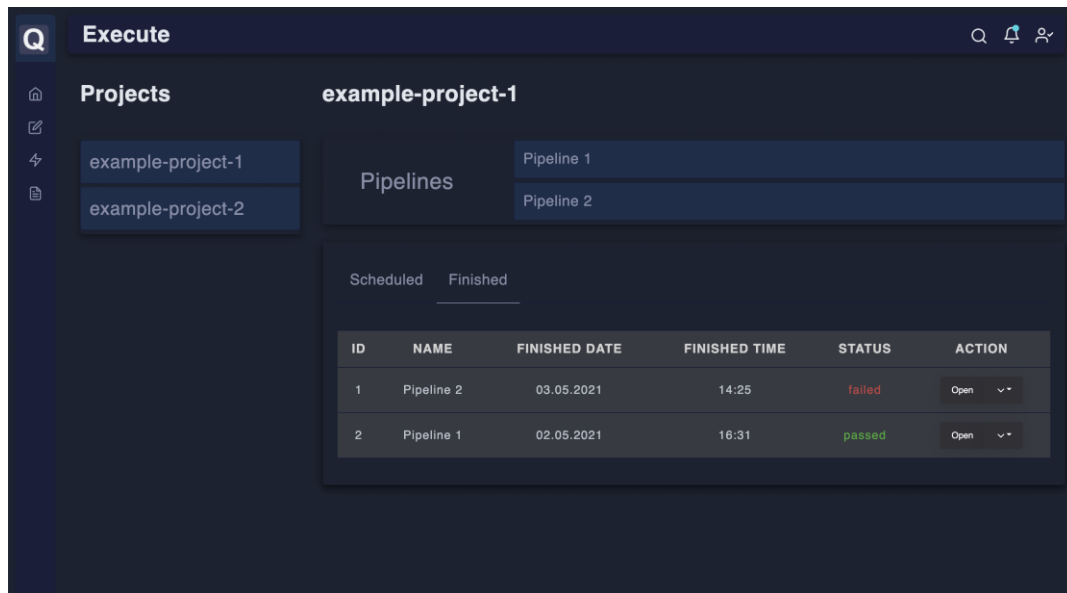 Q
Execute
Projects
example-project-1
example-project-2
example-project-1
Pipelines
Pipeline 1
Pipeline 2
Scheduled Finished
ID NAME FINISHED DATE FINISHED TIME STATUS ACTION
1 Pipeline 2 03.05.2021 14:25 failed Open
2 Pipeline 1 02.05.2021 16:31 passed Open